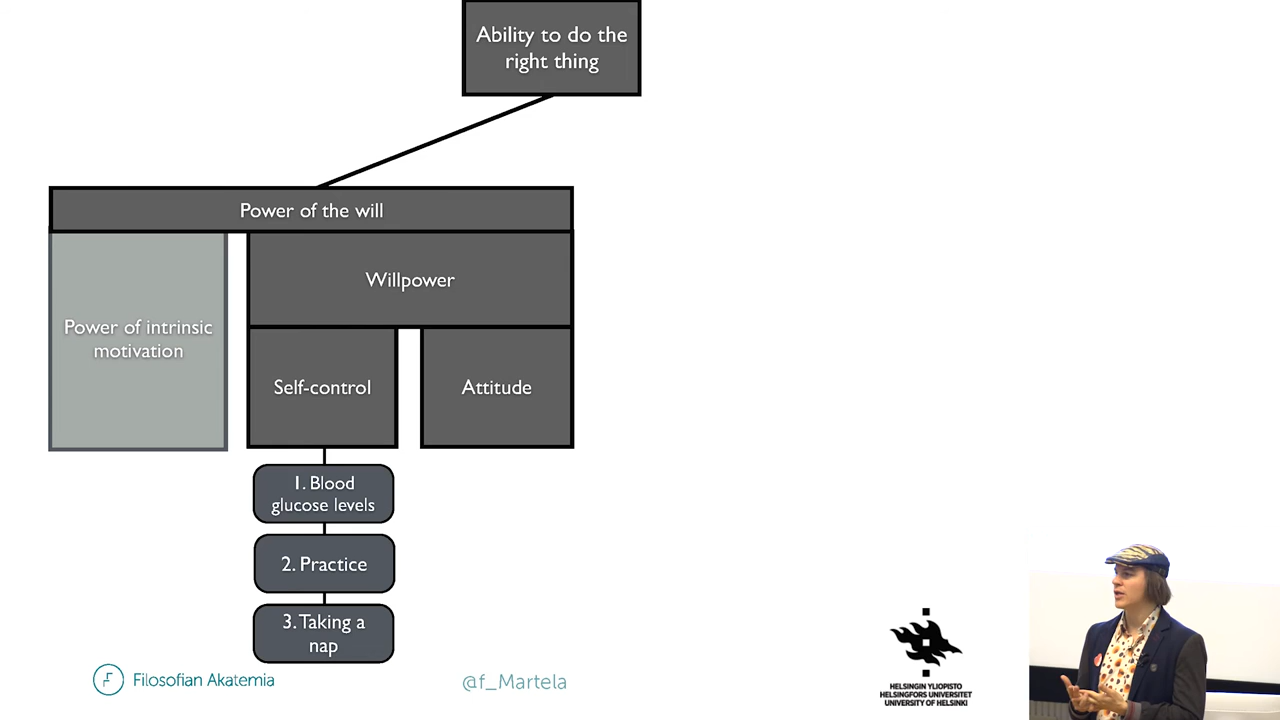 Ability to do the
right thing
Power of the will
Power of intrinsic
motivation
Willpower
Self-control
Attitude
1. Blood
glucose levels
2. Practice
3. Taking a
nap
Filosofian Akatemia
@f_Martela
HELSINGIN YLIOPISTO
HELSINGFORS UNIVERSITET
UNIVERSITY OF HELSINKI